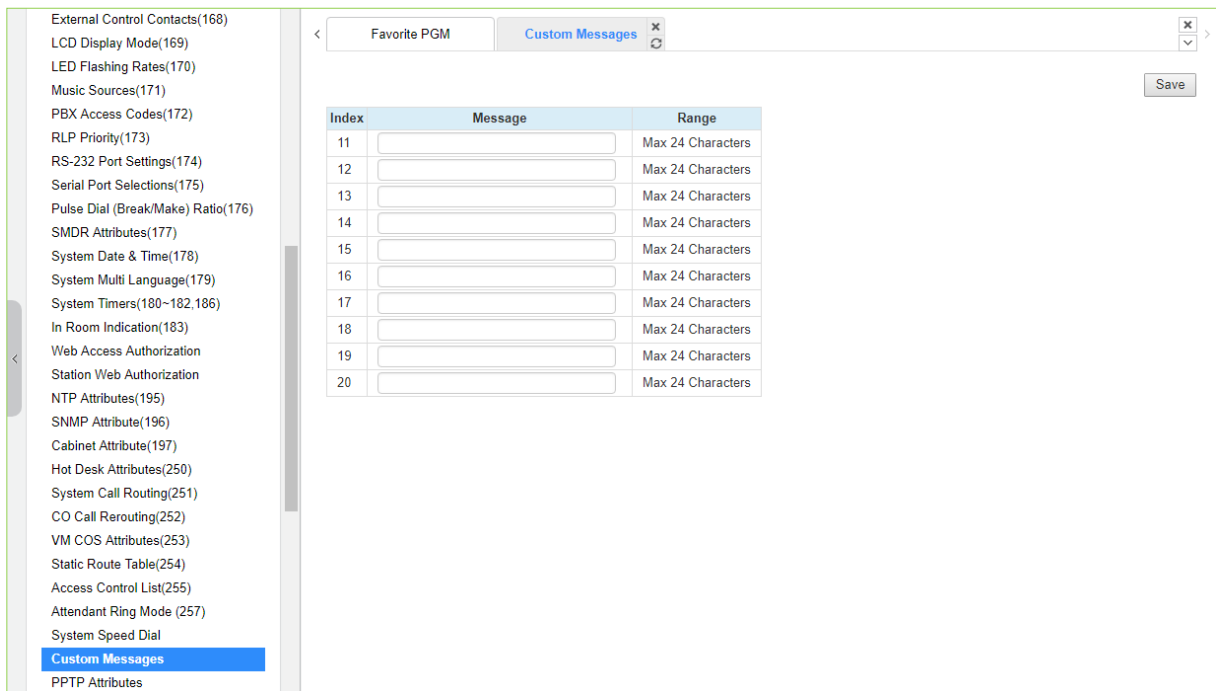 External Control Contacts(168)
LCD Display Mode(169)
LED Flashing Rates(170)
Music Sources(171)
PBX Access Codes(172)
RLP Priority(173)
RS-232 Port Settings(174)
Serial Port Selections(175)
Pulse Dial (Break/Make) Ratio(176)
SMDR Attributes(177)
System Date & Time(178)
System Multi Language(179)
System Timers(180~182,186)
In Room Indication(183)
Web Access Authorization
Station Web Authorization
NTP Attributes(195)
SNMP Attribute(196)
Cabinet Attribute(197)
Hot Desk Attributes(250)
System Call Routing(251)
CO Call Rerouting(252)
VM COS Attributes(253)
Static Route Table(254)
Access Control List(255)
Attendant Ring Mode (257)
System Speed Dial
Custom Messages
PPTP Attributes
Favorite PGM Custom Messages
Save
Index Message Range
11 Max 24 Characters
12 Max 24 Characters
13 Max 24 Characters
14 Max 24 Characters
15 Max 24 Characters
16 Max 24 Characters
17 Max 24 Characters
18 Max 24 Characters
19 Max 24 Characters
20 Max 24 Characters